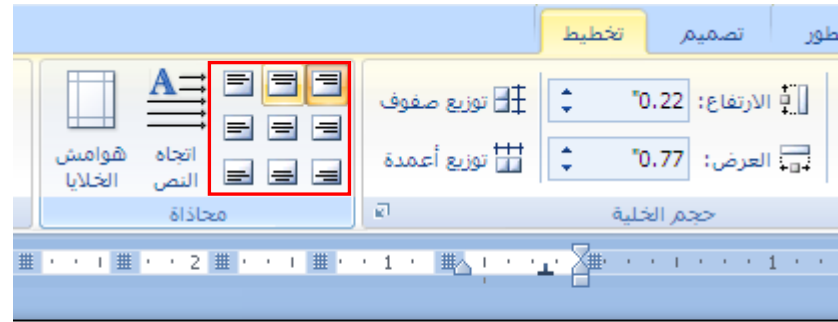 طور تصميم تخطيط
الارتفاع: 0.22" توزيع صفوف
العرض: 0.77" توزيع أعمدة
حجم الخلية
اتجاه النص
هوامش الخلايا
محاذاة
2 1 1